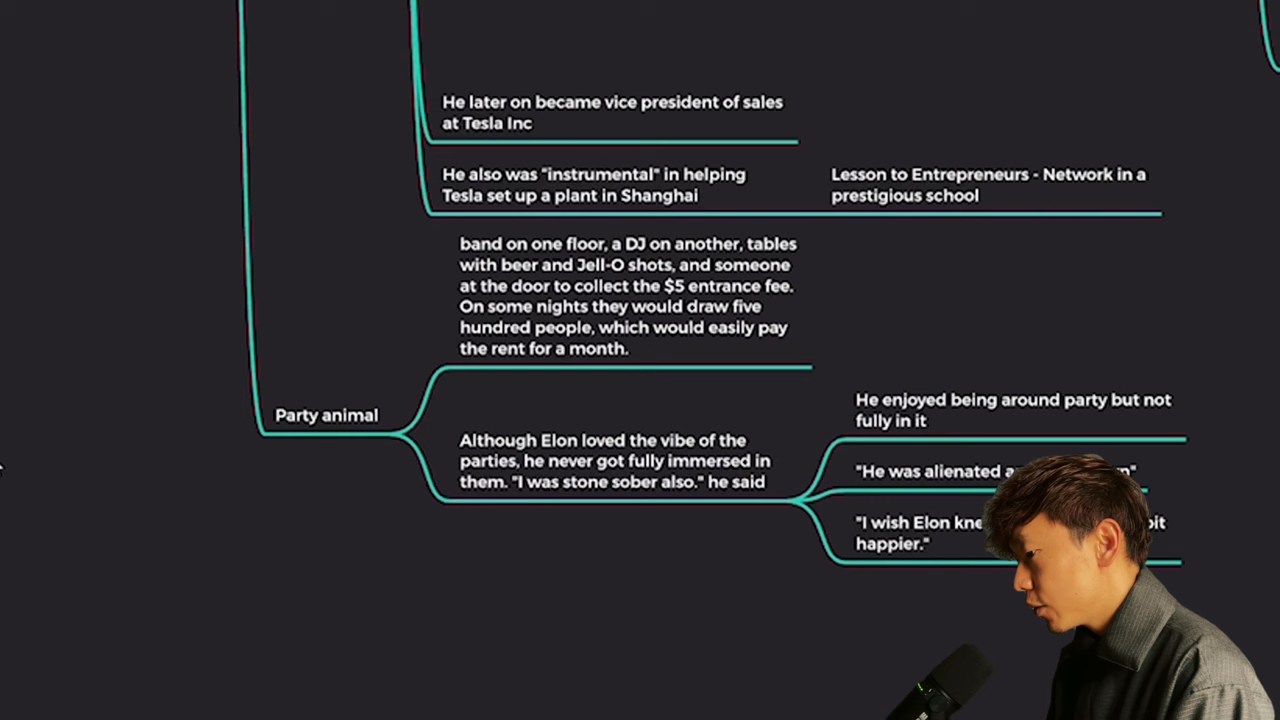 He later on became vice president of sales
at Tesla Inc
He also was "instrumental" in helping
Tesla set up a plant in Shanghai
Lesson to Entrepreneurs - Network in a
prestigious school
band on one floor, a DJ on another, tables
with beer and Jell-O shots, and someone
at the door to collect the $5 entrance fee.
On some nights they would draw five
hundred people, which would easily pay
the rent for a month.
Party animal
Although Elon loved the vibe of the
parties, he never got fully immersed in
them. "I was stone sober also." he said
He enjoyed being around party but not
fully in it
"He was alienated
"I wish Elon
happier."